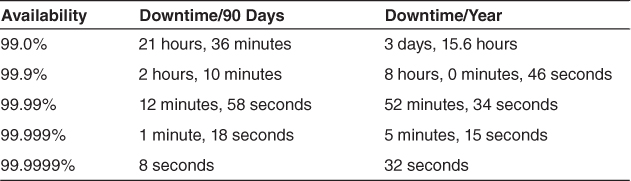 Availability Downtime/90 Days Downtime/Year
99.0% 21 hours, 36 minutes 3 days, 15.6 hours
99.9% 2 hours, 10 minutes 8 hours, 0 minutes, 46 seconds
99.99% 12 minutes, 58 seconds 52 minutes, 34 seconds
99.999% 1 minute, 18 seconds 5 minutes, 15 seconds
99.9999% 8 seconds 32 seconds